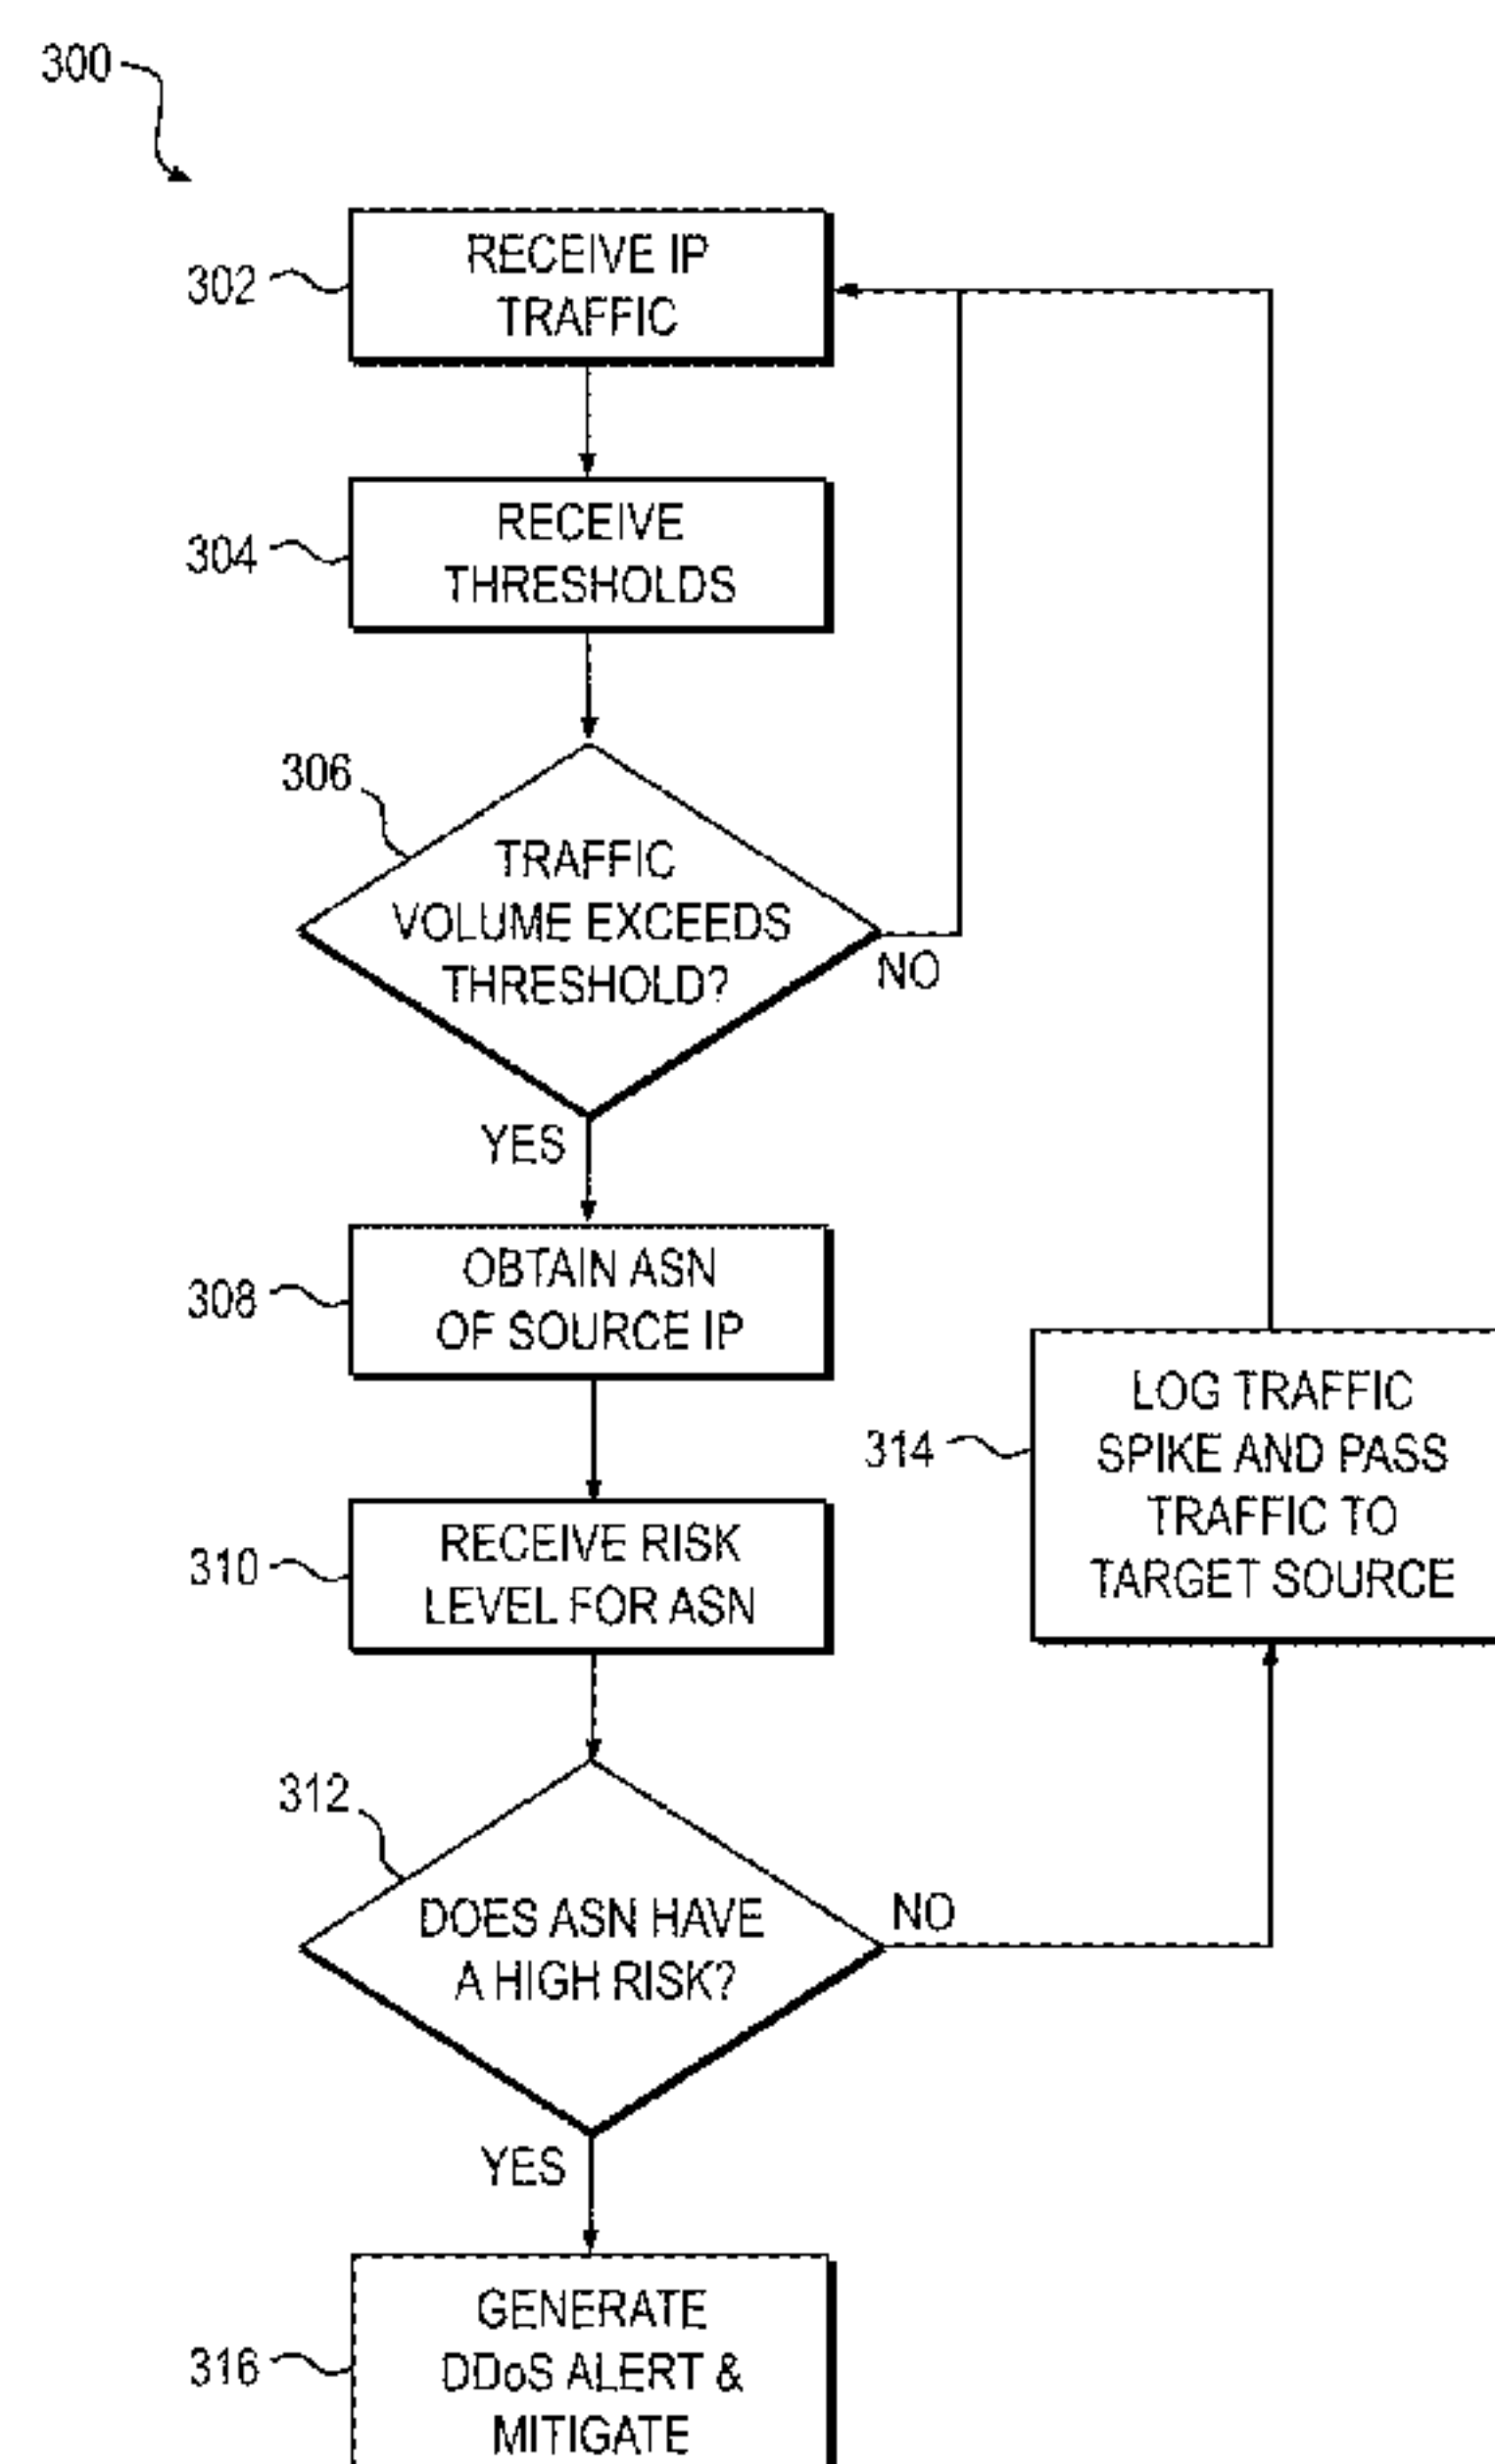 300
302
RECEIVE IP
TRAFFIC
304
RECEIVE
THRESHOLDS
306
TRAFFIC
VOLUME EXCEEDS
THRESHOLD?
NO
YES
308
OBTAIN ASN
OF SOURCE IP
314
LOG TRAFFIC
SPIKE AND PASS
TRAFFIC TO
TARGET SOURCE
310
RECEIVE RISK
LEVEL FOR ASN
312
DOES ASN HAVE
A HIGH RISK?
NO
YES
316
GENERATE
DDoS ALERT &
MITIGATE